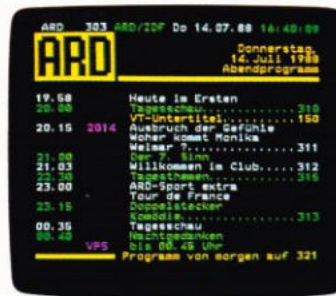 ARD 303 ARD/ZDF Do 14.07.88 16:40:09
ARD
Donnerstag,
14.Juli 1988
Abendprogramm
19.58 Heute im Ersten
20.00 Tagesschau 310
VT-Untertitel 150
20.15 2014 Ausbruch der Gefühle
Woher kommt Monika
Weimar ? 311
21.00 Der 7. Sinn
21.03 Willkommen im Club 312
22.30 Tagesthemen 316
23.00 ARD-Sport extra
Tour de France
23.15 Doppelstecker
Komödie 313
00.35 Tagesschau
00.40 Nachtgedanken
VPS bis 00.45 Uhr
Programm von morgen auf 321